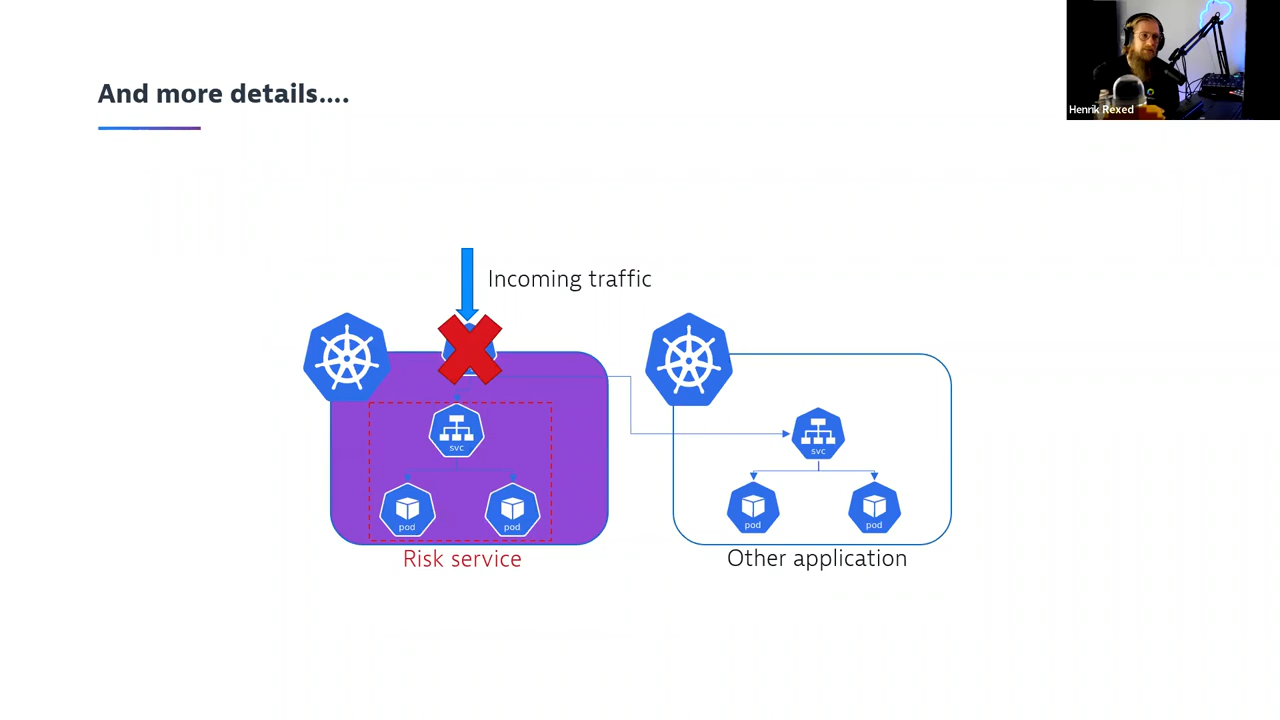 And more details....
Henrik Rexed
Incoming traffic
svc
svc
pod
pod
pod
pod
Risk service
Other application